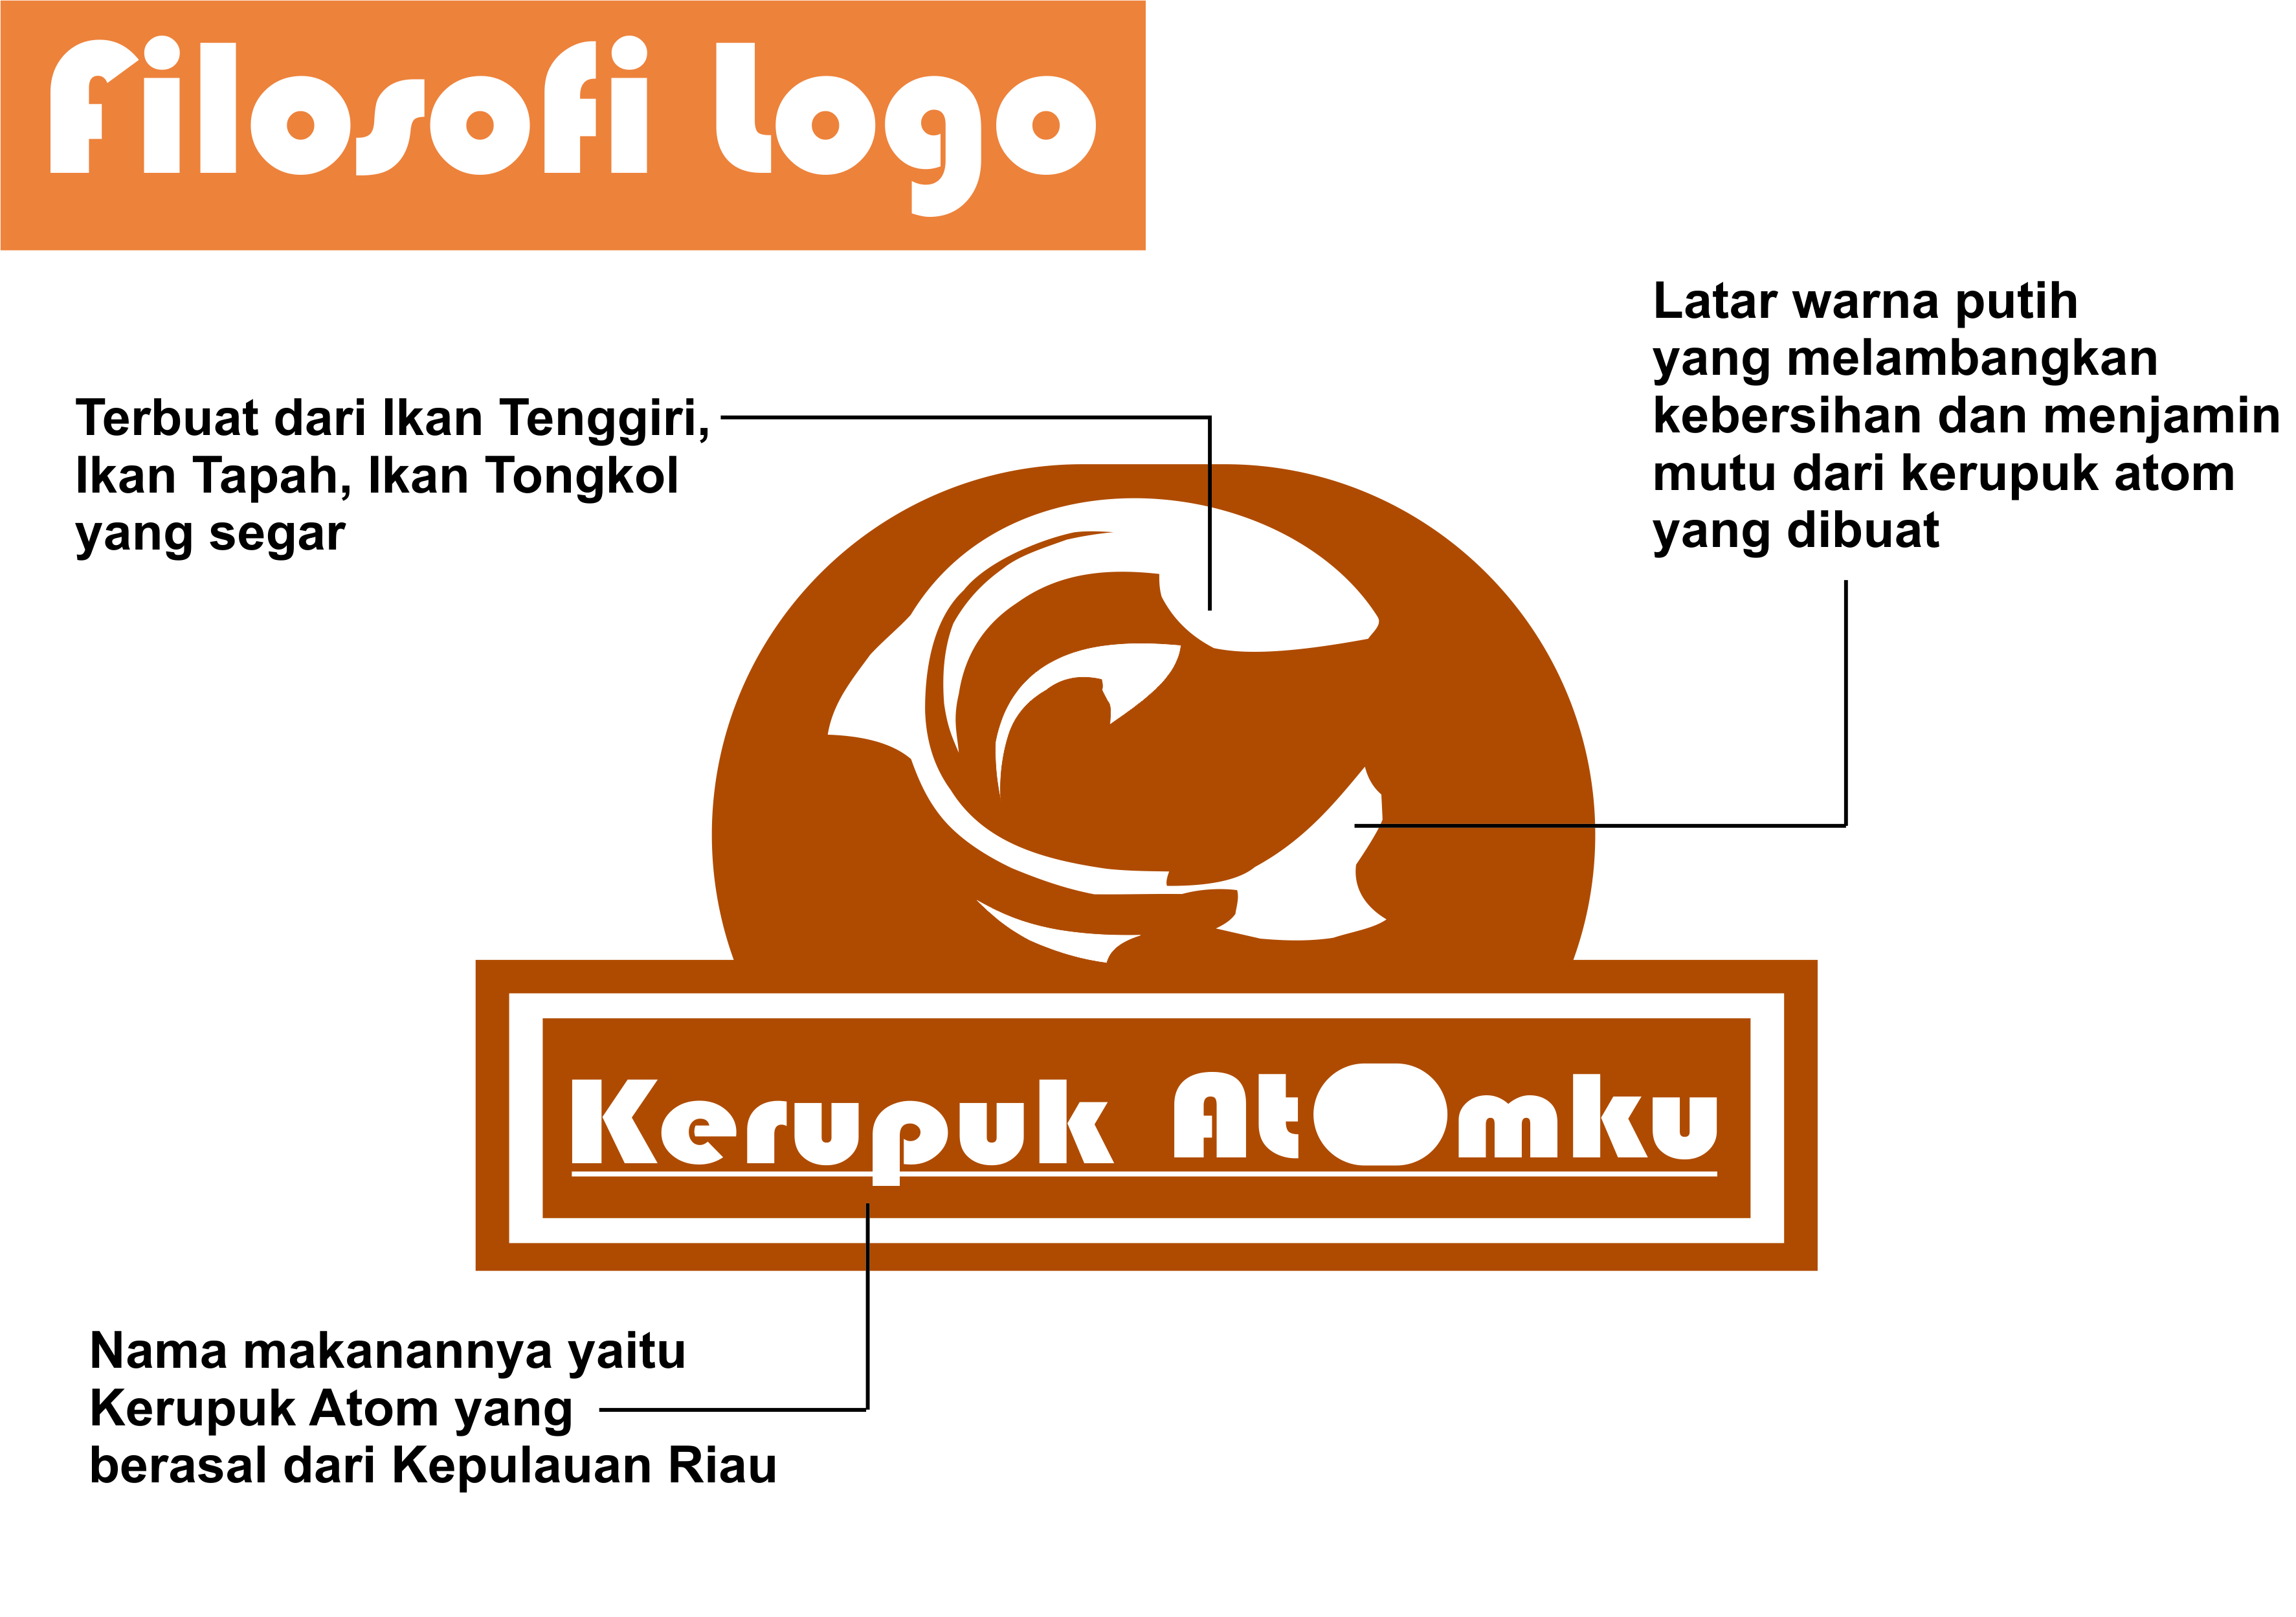 Filosofi Logo
Terbuat dari Ikan Tenggiri,
Ikan Tapah, Ikan Tongkol
yang segar
Latar warna putih
yang melambangkan
kebersihan dan menjamin
mutu dari kerupuk atom
yang dibuat
Kerupuk AtOmku
Nama makanannya yaitu
Kerupuk Atom yang
berasal dari Kepulauan Riau